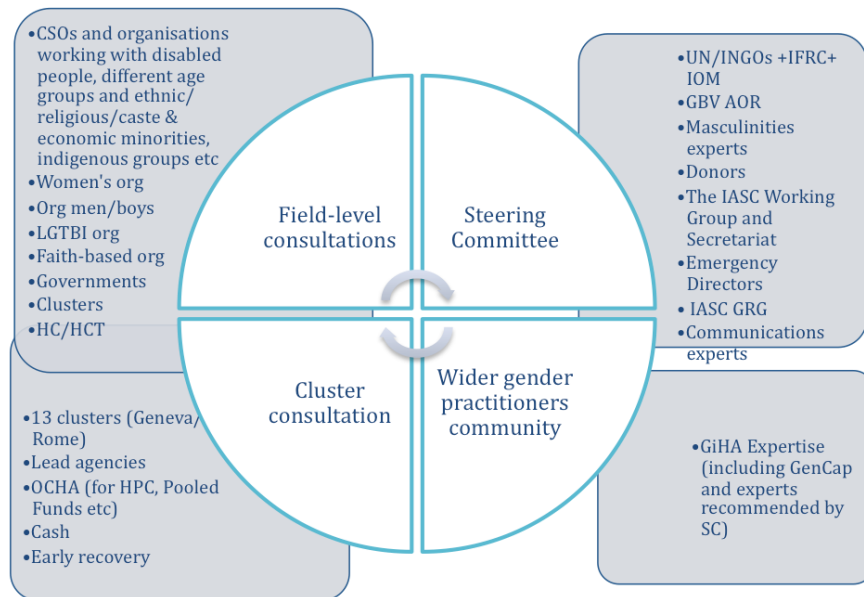 •CSOs and organisations
working with disabled
people, different age
groups and ethnic/
religious/caste &
economic minorities,
indigenous groups etc
•Women's org
•Org men/boys
•LGTBI org
•Faith-based org
•Governments
•Clusters
•HC/HCT
Field-level
consultations
Steering
Committee
•UN/INGOs +IFRC+
IOM
•GBV AOR
•Masculinities
experts
•Donors
•The IASC Working
Group and
Secretariat
•Emergency
Directors
• IASC GRG
•Communications
experts
•13 clusters (Geneva/
Rome)
•Lead agencies
•OCHA (for HPC, Pooled
Funds etc)
•Cash
•Early recovery
Cluster
consultation
Wider gender
practitioners
community
•GiHA Expertise
(including GenCap
and experts
recommended by
SC)